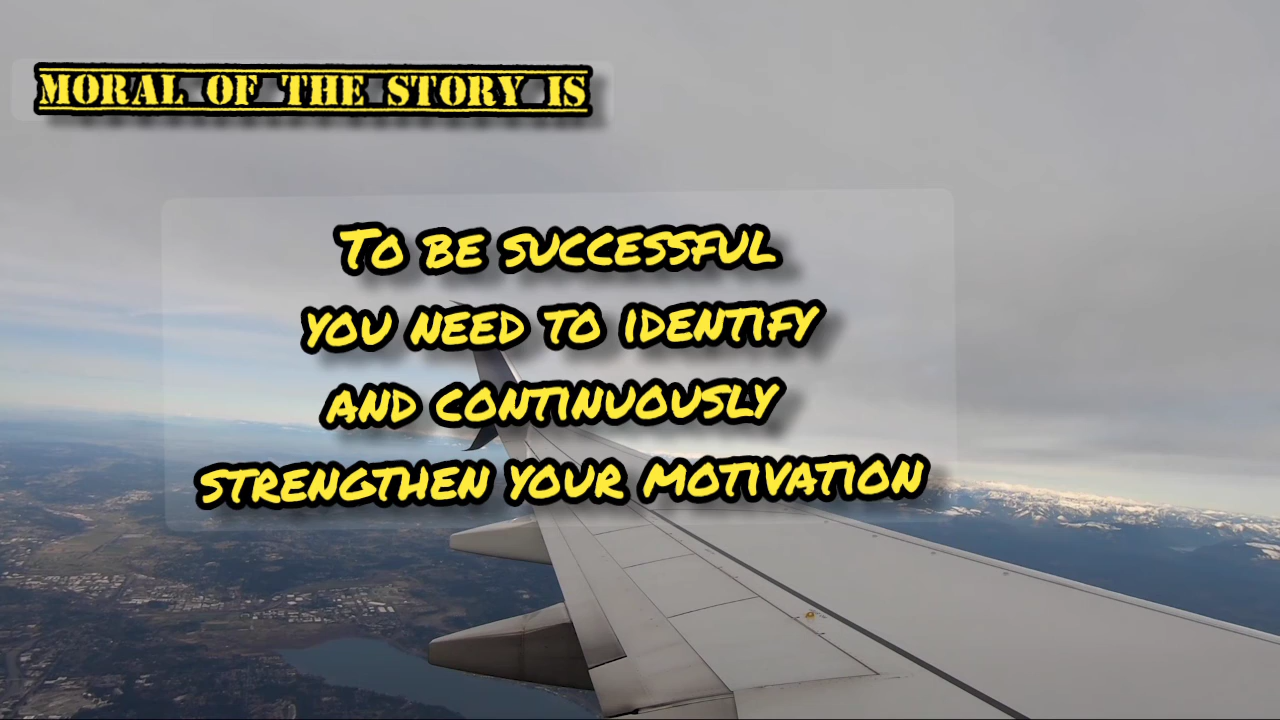 MORAL OF THE STORY IS
To be successful
you need to identify
and continuously
strengthen your motivation